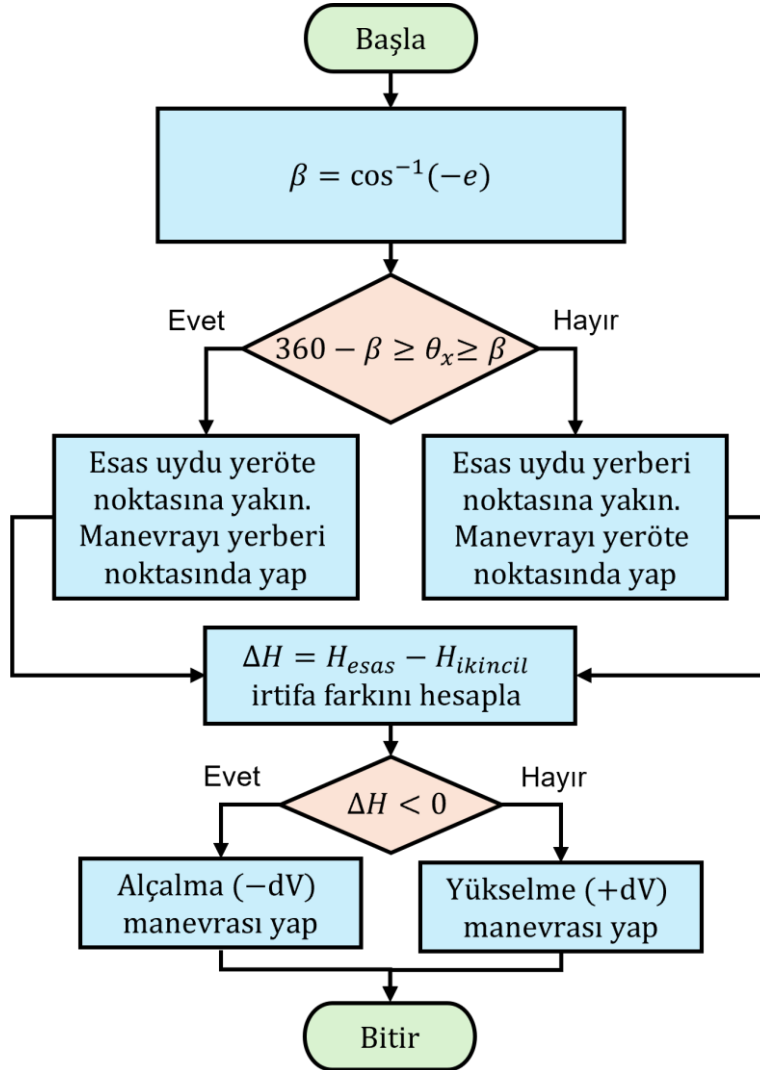 Başla
β = cos⁻¹(−e)
Evet
Hayır
360 − β ≥ θₓ ≥ β
Esas uydu yeröte
noktasına yakın.
Manevrayı yerberi
noktasında yap
Esas uydu yerberi
noktasına yakın.
Manevrayı yeröte
noktasında yap
ΔH = H_esas − H_ikincil
irtifa farkını hesapla
Evet
Hayır
ΔH < 0
Alçalma (−dV)
manevrası yap
Yükselme (+dV)
manevrası yap
Bitir